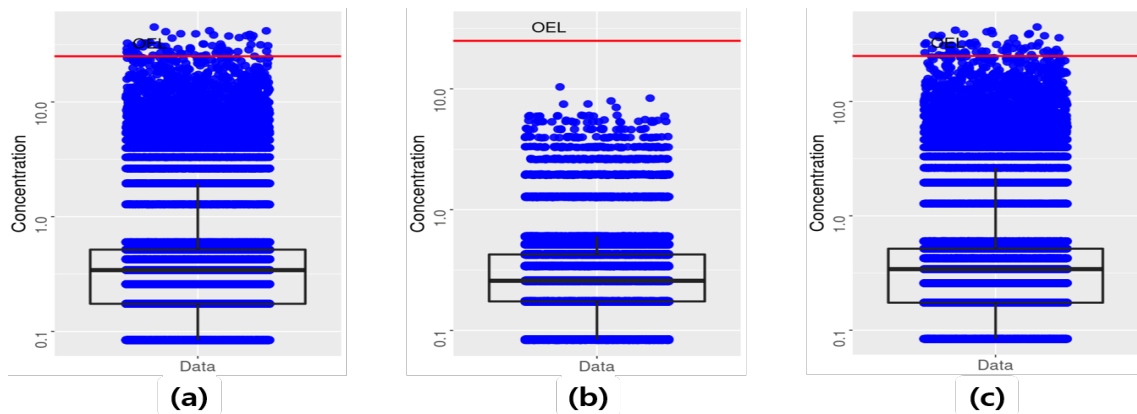 OEL
Concentration
10.0
1.0
0.1
Data
(a)
OEL
Concentration
10.0
1.0
0.1
Data
(b)
OEL
Concentration
10.0
1.0
0.1
Data
(c)